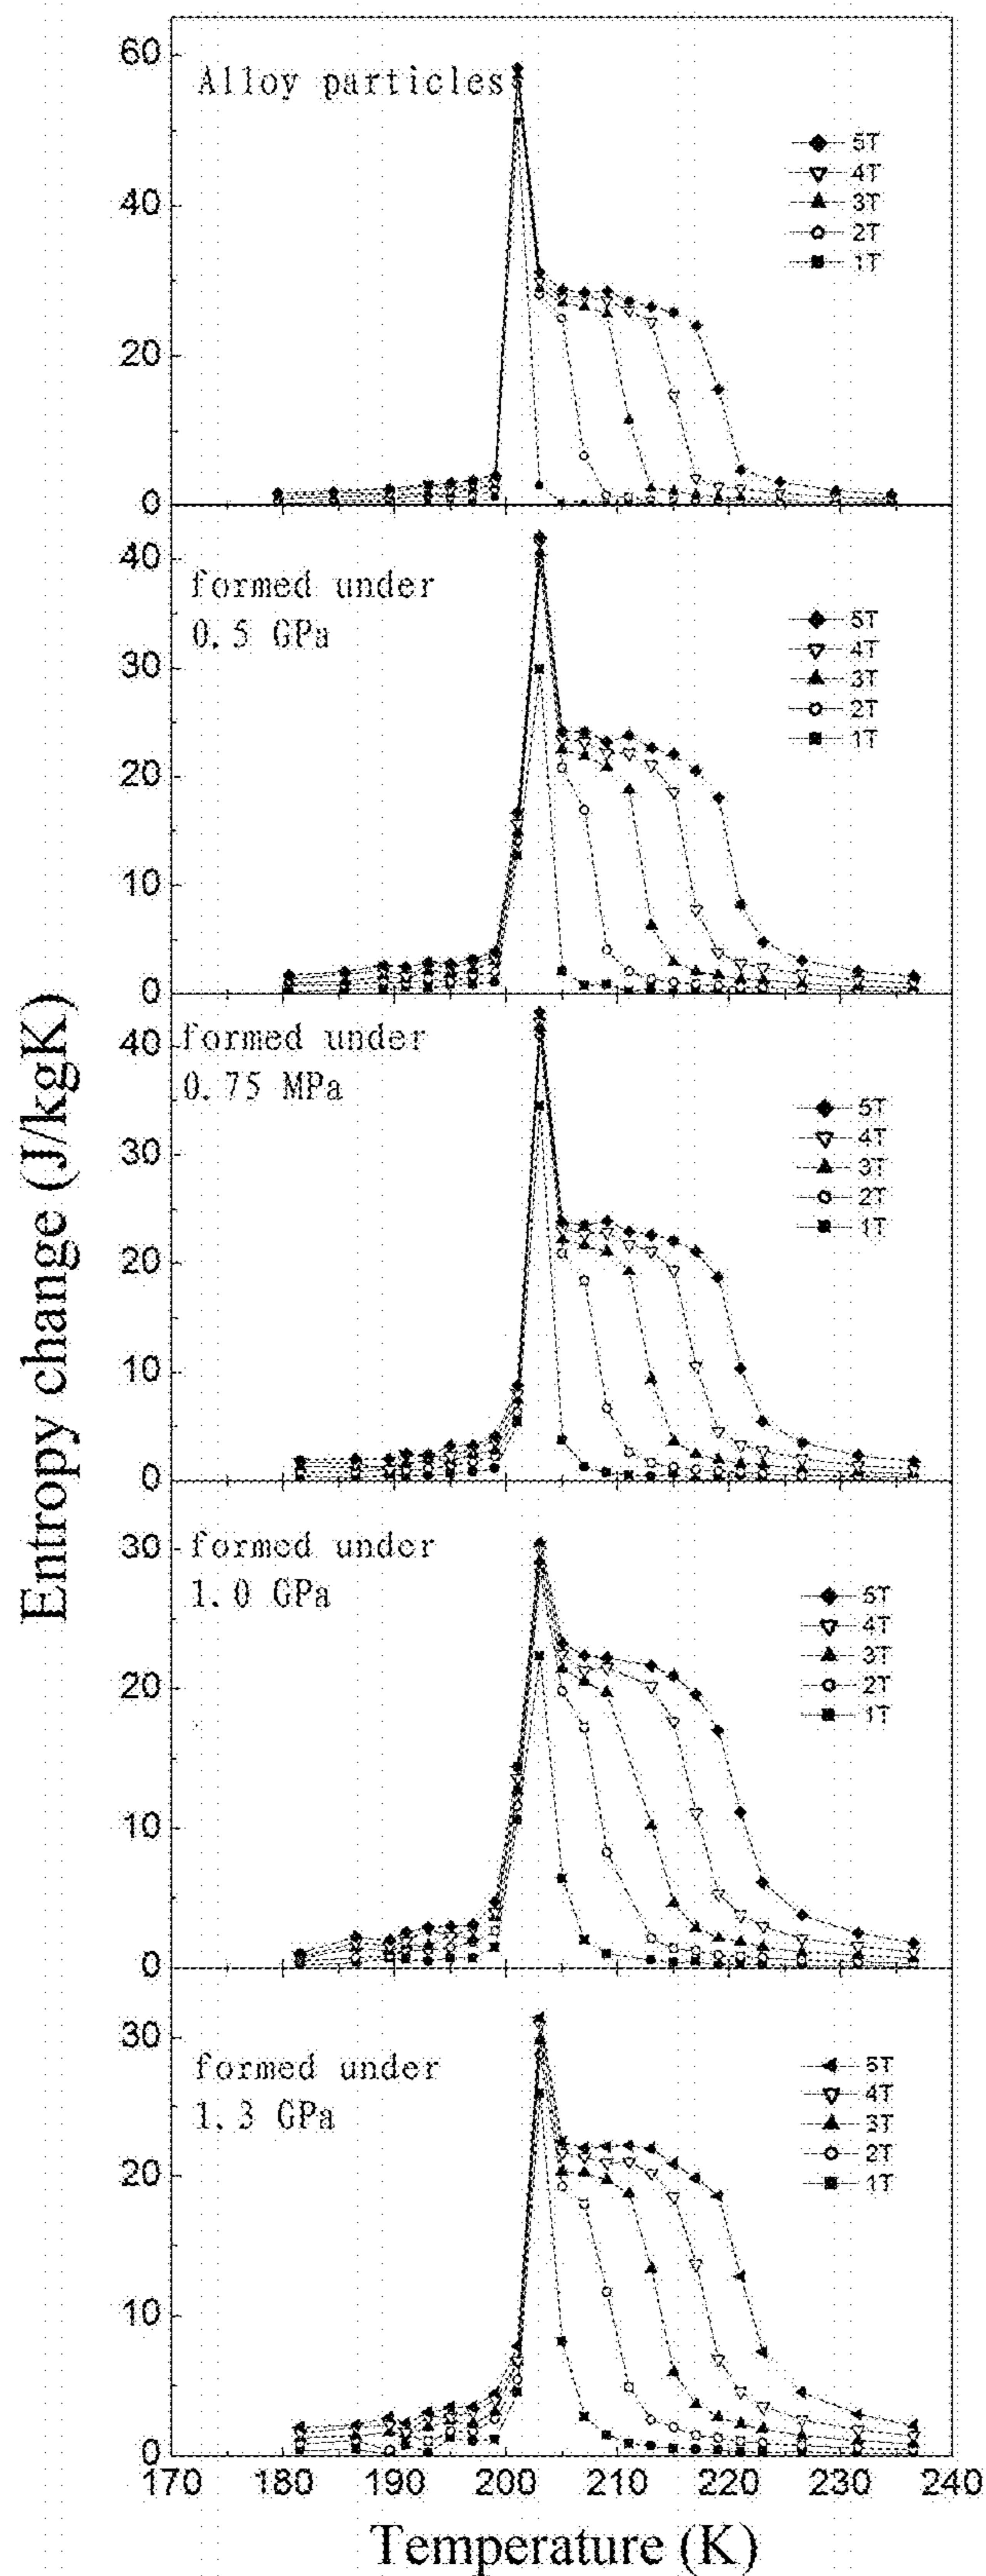 Entropy change (J/kgK)
60
40
20
0
Alloy particles
5T
4T
3T
2T
1T
40
30
20
10
0
formed under
0.5 GPa
5T
4T
3T
2T
1T
40
30
20
10
0
formed under
0.75 MPa
5T
4T
3T
2T
1T
30
20
10
0
formed under
1.0 GPa
5T
4T
3T
2T
1T
30
20
10
0
formed under
1.3 GPa
5T
4T
3T
2T
1T
170 180 190 200 210 220 230 240
Temperature (K)